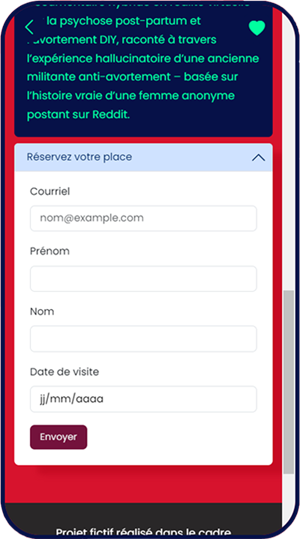 la psychose post-partum et
l'avortement DIY, raconté à travers
l'expérience hallucinatoire d'une ancienne
militante anti-avortement – basée sur
l'histoire vraie d'une femme anonyme
postant sur Reddit.
Réservez votre place
Courriel
nom@example.com
Prénom
Nom
Date de visite
jj/mm/aaaa
Envoyer
Projet fictif réalisé dans le cadre